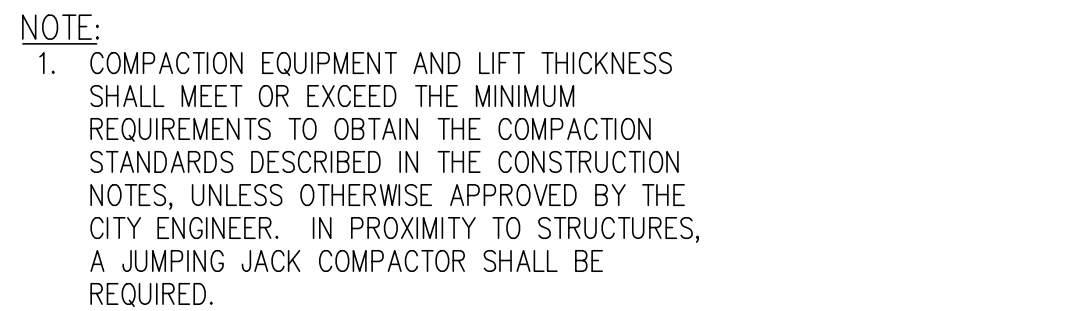 NOTE:
1. COMPACTION EQUIPMENT AND LIFT THICKNESS
SHALL MEET OR EXCEED THE MINIMUM
REQUIREMENTS TO OBTAIN THE COMPACTION
STANDARDS DESCRIBED IN THE CONSTRUCTION
NOTES, UNLESS OTHERWISE APPROVED BY THE
CITY ENGINEER. IN PROXIMITY TO STRUCTURES,
A JUMPING JACK COMPACTOR SHALL BE
REQUIRED.